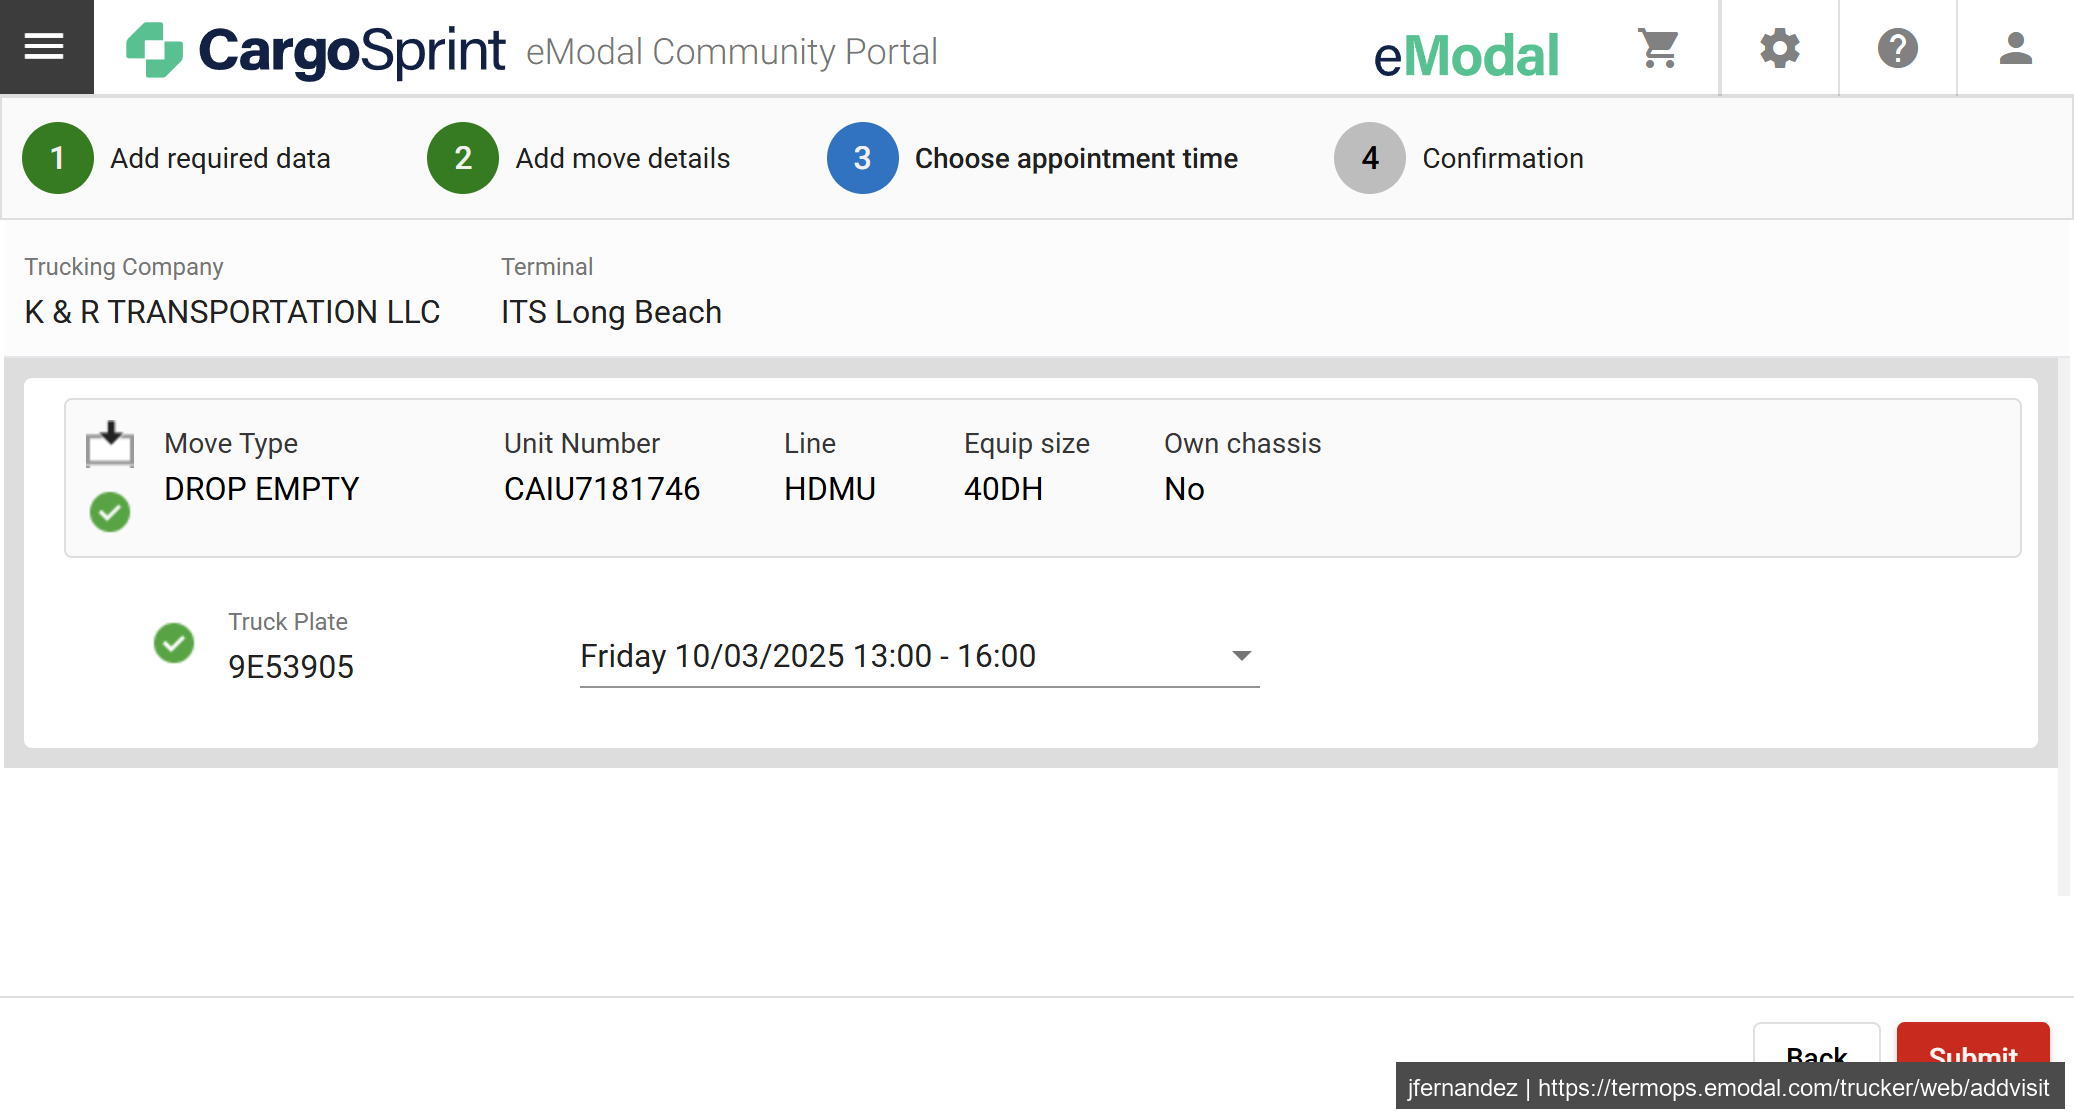 CargoSprint eModal Community Portal
eModal
1 Add required data
2 Add move details
3 Choose appointment time
4 Confirmation
Trucking Company
K & R TRANSPORTATION LLC
Terminal
ITS Long Beach
Move Type
DROP EMPTY
Unit Number
CAIU7181746
Line
HDMU
Equip size
40DH
Own chassis
No
Truck Plate
9E53905
Friday 10/03/2025 13:00 - 16:00
Back
Submit
jfernandez | https://termops.emodal.com/trucker/web/addvisit